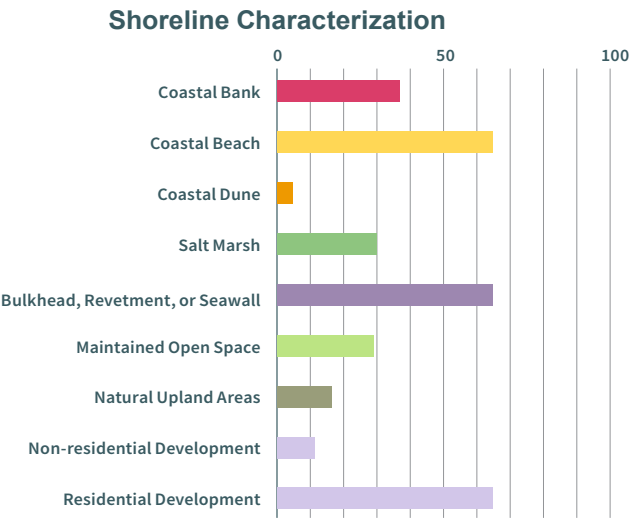 Shoreline Characterization
0 50 100
Coastal Bank
Coastal Beach
Coastal Dune
Salt Marsh
Bulkhead, Revetment, or Seawall
Maintained Open Space
Natural Upland Areas
Non-residential Development
Residential Development